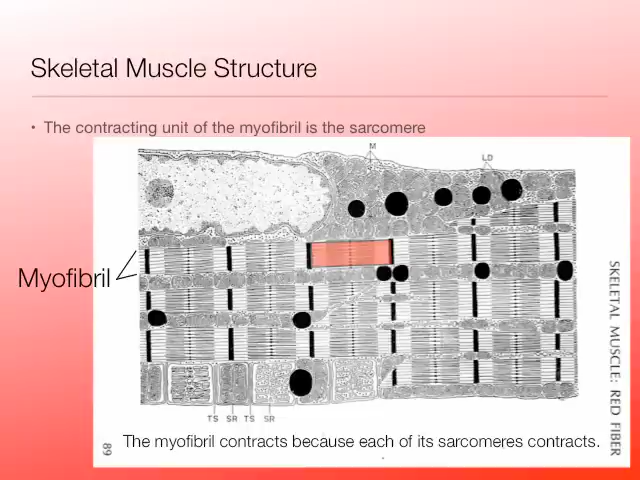 Skeletal Muscle Structure
• The contracting unit of the myofibril is the sarcomere
M
LD
Myofibril
SKELETAL MUSCLE: RED FIBER
TS SR TS SR
89
The myofibril contracts because each of its sarcomeres contracts.